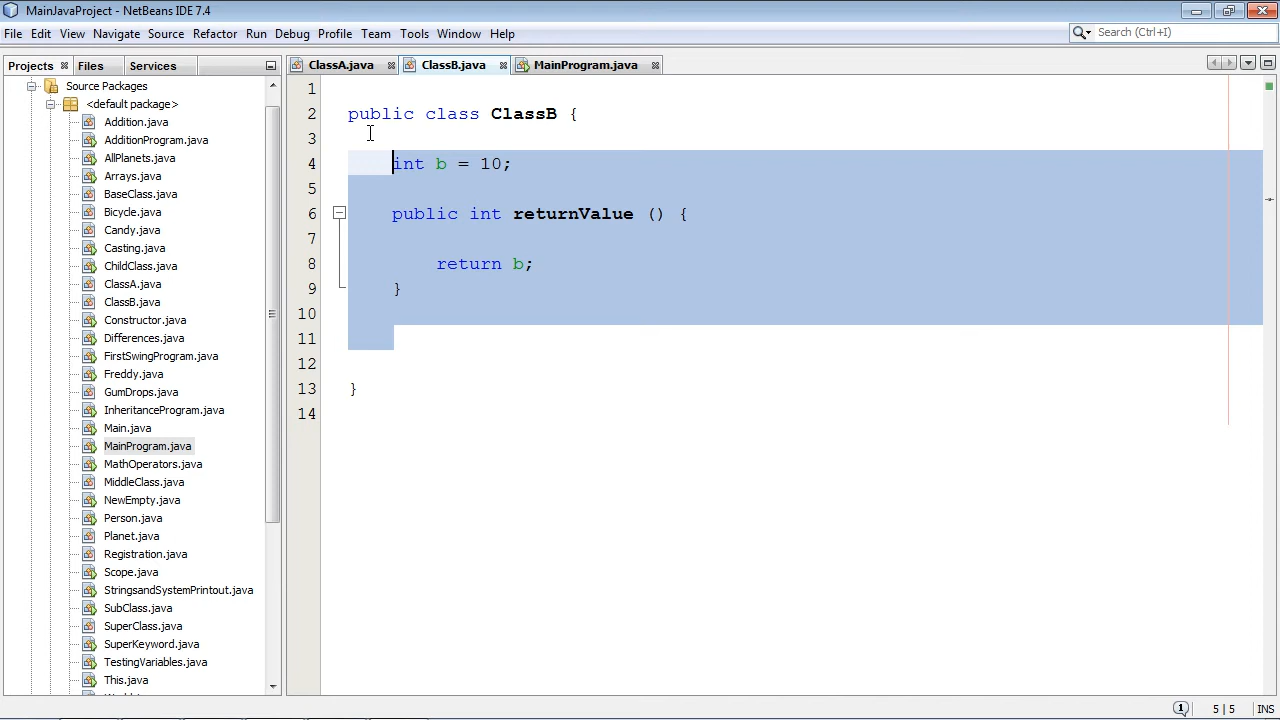 MainJavaProject - NetBeans IDE 7.4
File Edit View Navigate Source Refactor Run Debug Profile Team Tools Window Help
Search (Ctrl+I)
Projects Files Services
ClassA.java ClassB.java MainProgram.java
Source Packages
<default package>
Addition.java
AdditionProgram.java
AllPlanets.java
Arrays.java
BaseClass.java
Bicycle.java
Candy.java
Casting.java
ChildClass.java
ClassA.java
ClassB.java
Constructor.java
Differences.java
FirstSwingProgram.java
Freddy.java
GumDrops.java
InheritanceProgram.java
Main.java
MainProgram.java
MathOperators.java
MiddleClass.java
NewEmpty.java
Person.java
Planet.java
Registration.java
Scope.java
StringsandSystemPrintout.java
SubClass.java
SuperClass.java
SuperKeyword.java
TestingVariables.java
This.java
1
2 public class ClassB {
3
4 int b = 10;
5
6 public int returnValue () {
7
8 return b;
9 }
10
11
12
13 }
14
1 5|5 INS